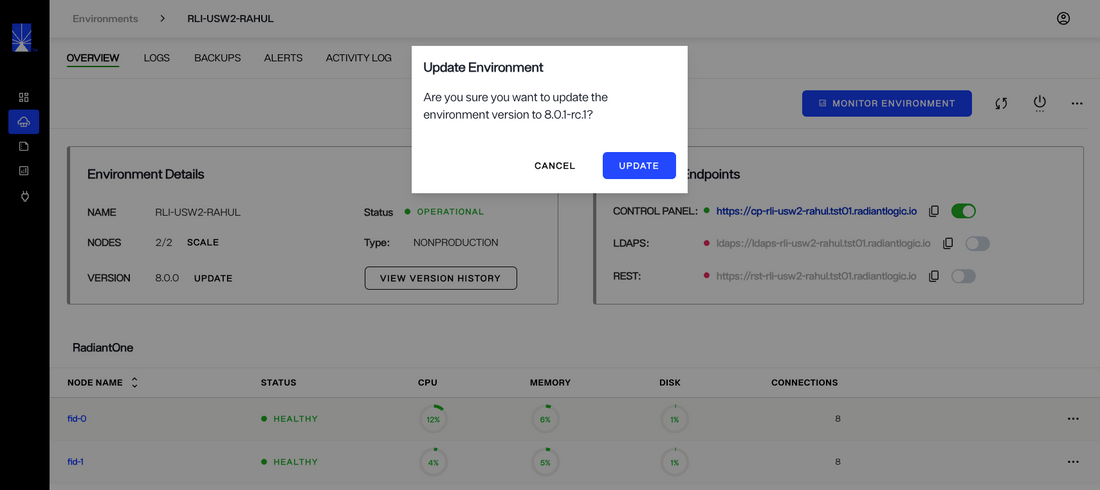 Environments > RLI-USW2-RAHUL
OVERVIEW LOGS BACKUPS ALERTS ACTIVITY LOG
Update Environment
Are you sure you want to update the
environment version to 8.0.1-rc.1?
CANCEL UPDATE
MONITOR ENVIRONMENT
Environment Details
NAME RLI-USW2-RAHUL Status OPERATIONAL
NODES 2/2 SCALE Type: NONPRODUCTION
VERSION 8.0.0 UPDATE VIEW VERSION HISTORY
Endpoints
CONTROL PANEL: https://cp-rli-usw2-rahul.tst01.radiantlogic.io
LDAPS: ldaps://ldaps-rli-usw2-rahul.tst01.radiantlogic.io
REST: https://rst-rli-usw2-rahul.tst01.radiantlogic.io
RadiantOne
NODE NAME STATUS CPU MEMORY DISK CONNECTIONS
fid-0 HEALTHY 12% 6% 1% 8
fid-1 HEALTHY 4% 5% 1% 8